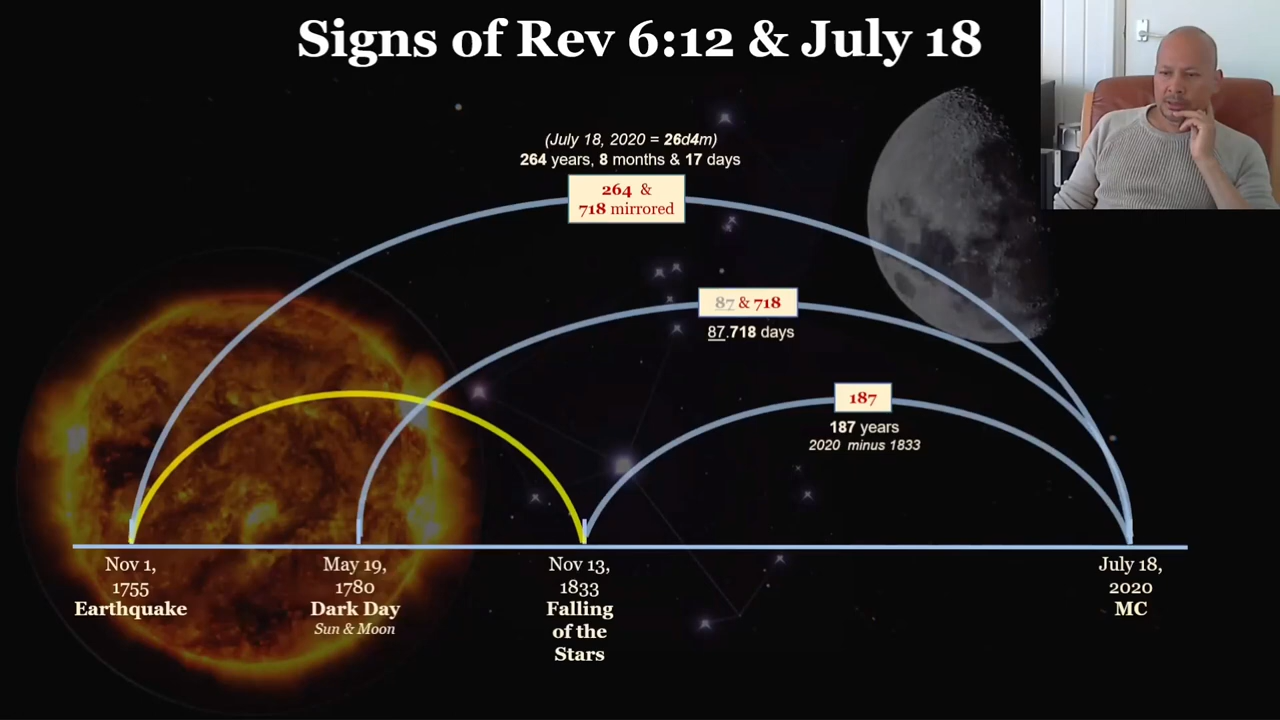 Signs of Rev 6:12 & July 18
(July 18, 2020 = 26d4m)
264 years, 8 months & 17 days
264 &
718 mirrored
87 & 718
87.718 days
187
187 years
2020 minus 1833
Nov 1,
1755
Earthquake
May 19,
1780
Dark Day
Sun & Moon
Nov 13,
1833
Falling
of the
Stars
July 18,
2020
MC